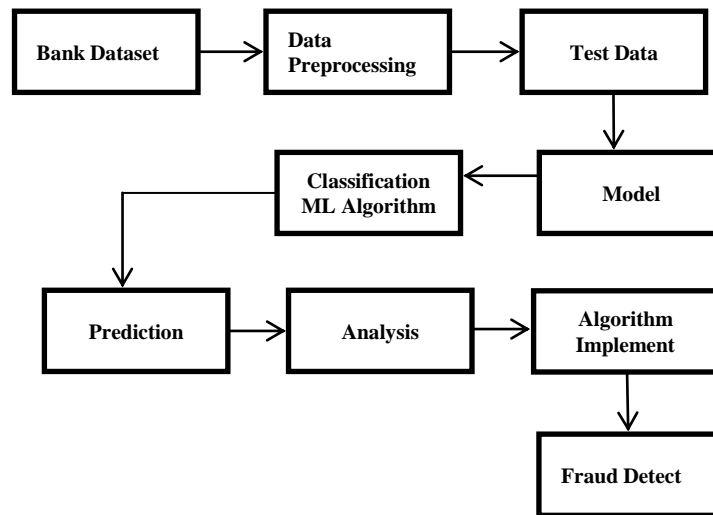 Bank Dataset
Data
Preprocessing
Test Data
Classification
ML Algorithm
Model
Prediction
Analysis
Algorithm
Implement
Fraud Detect